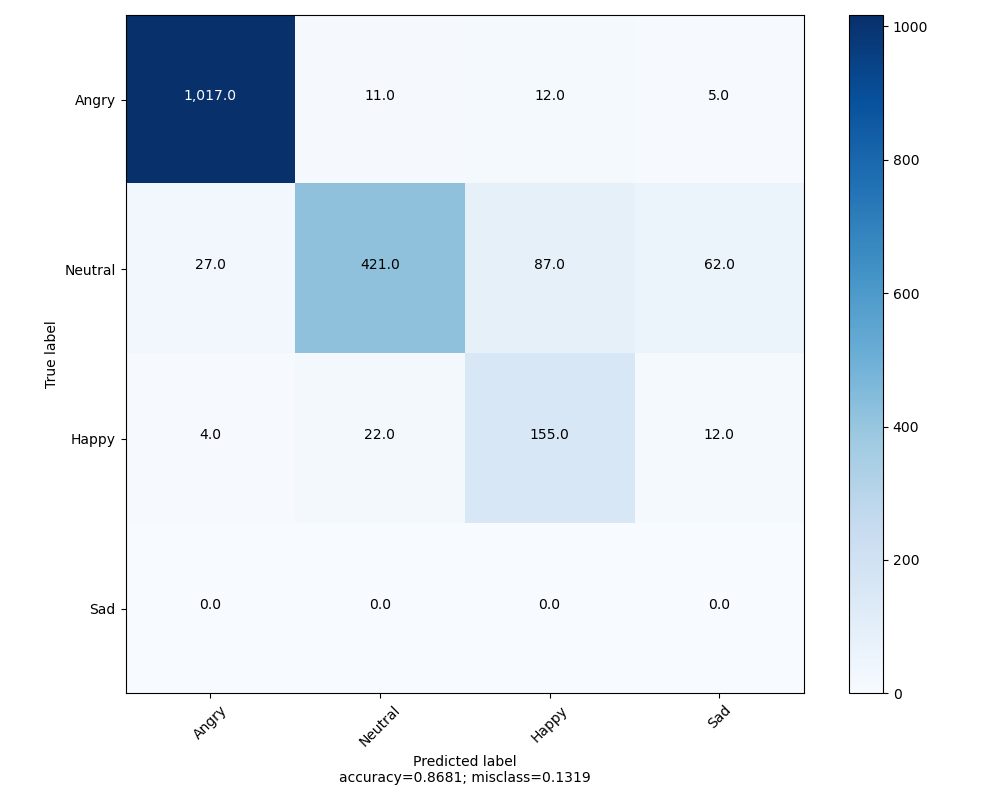 Angry 1,017.0 11.0 12.0 5.0
Neutral 27.0 421.0 87.0 62.0
Happy 4.0 22.0 155.0 12.0
Sad 0.0 0.0 0.0 0.0
True label
Angry Neutral Happy Sad
Predicted label
accuracy=0.8681; misclass=0.1319
1000
800
600
400
200
0